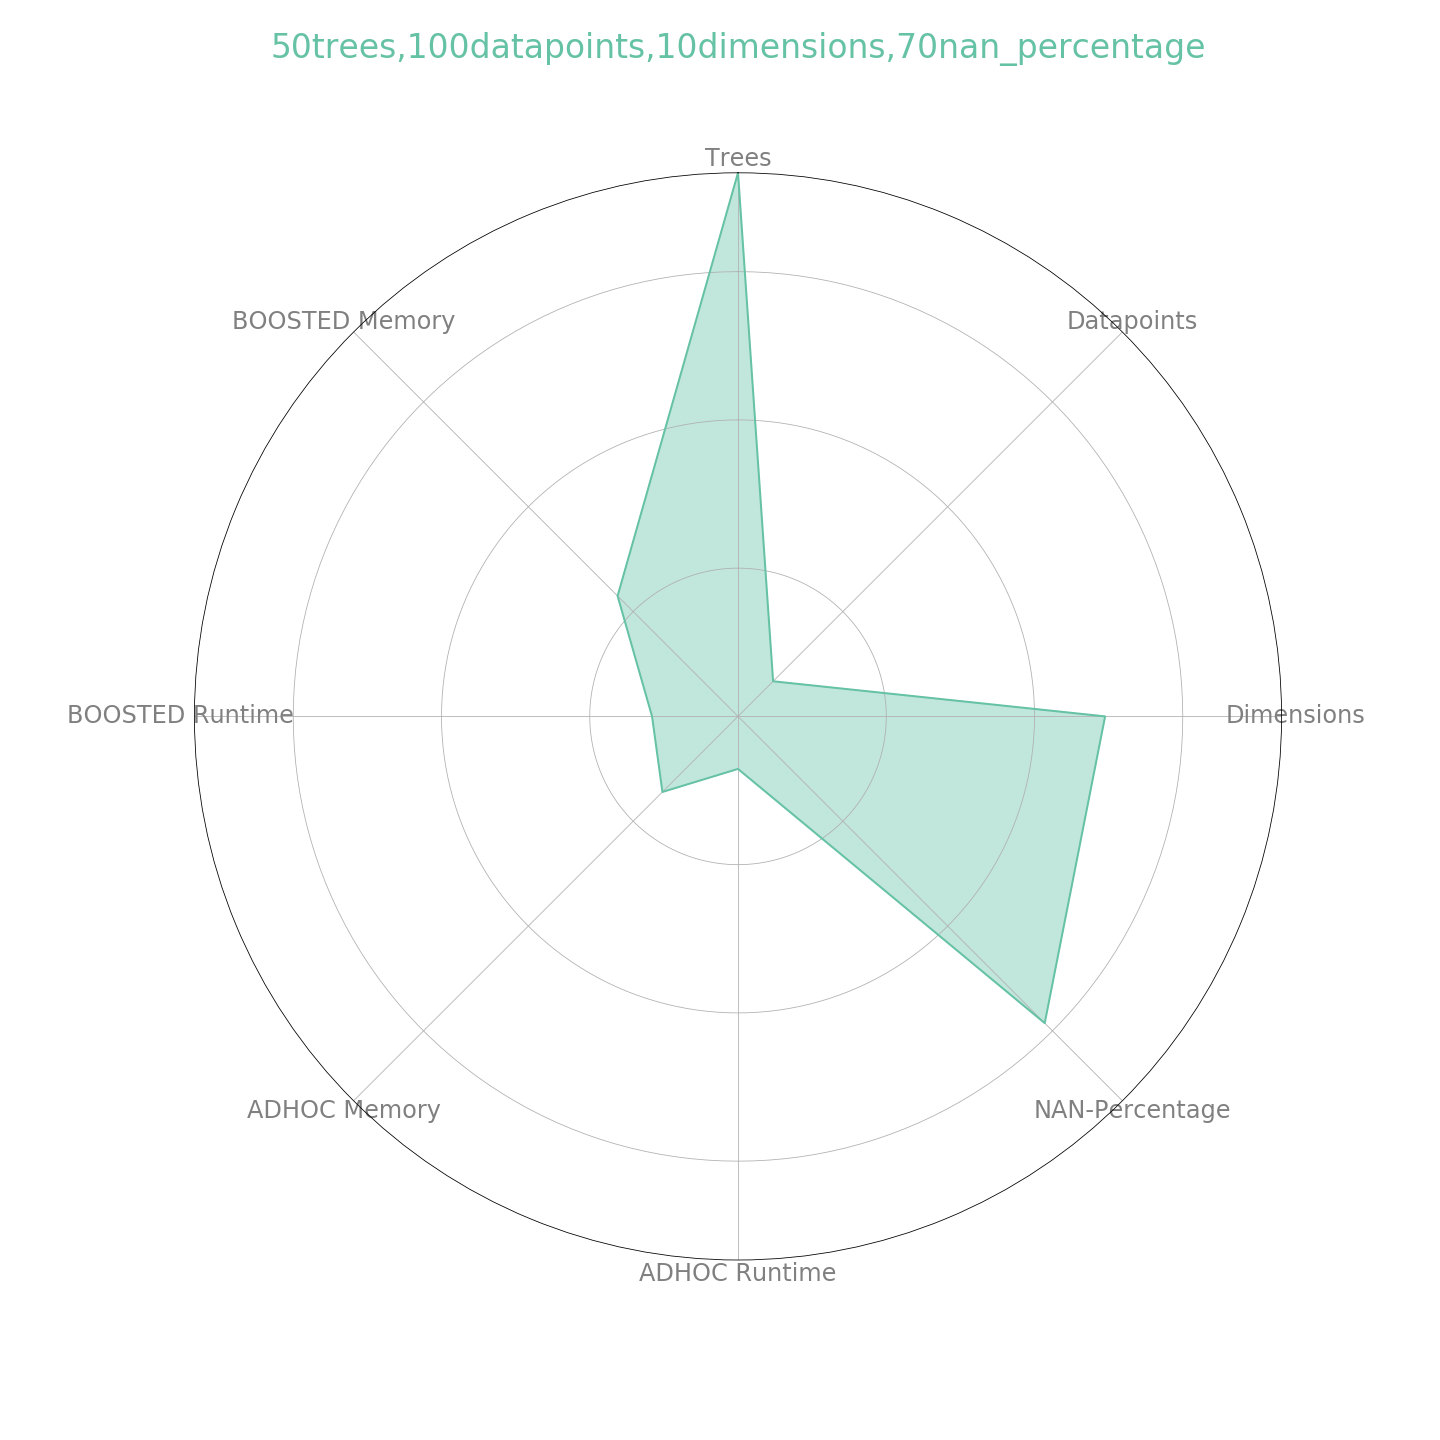 50trees,100datapoints,10dimensions,70nan_percentage
Trees
BOOSTED Memory
Datapoints
BOOSTED Runtime
Dimensions
ADHOC Memory
NAN-Percentage
ADHOC Runtime